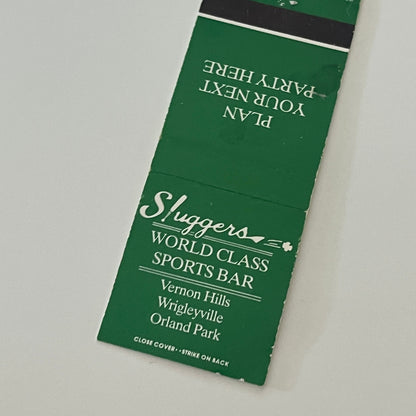 PLAN
YOUR NEXT
PARTY HERE
Sluggers
WORLD CLASS
SPORTS BAR
Vernon Hills
Wrigleyville
Orland Park
CLOSE COVER • STRIKE ON BACK